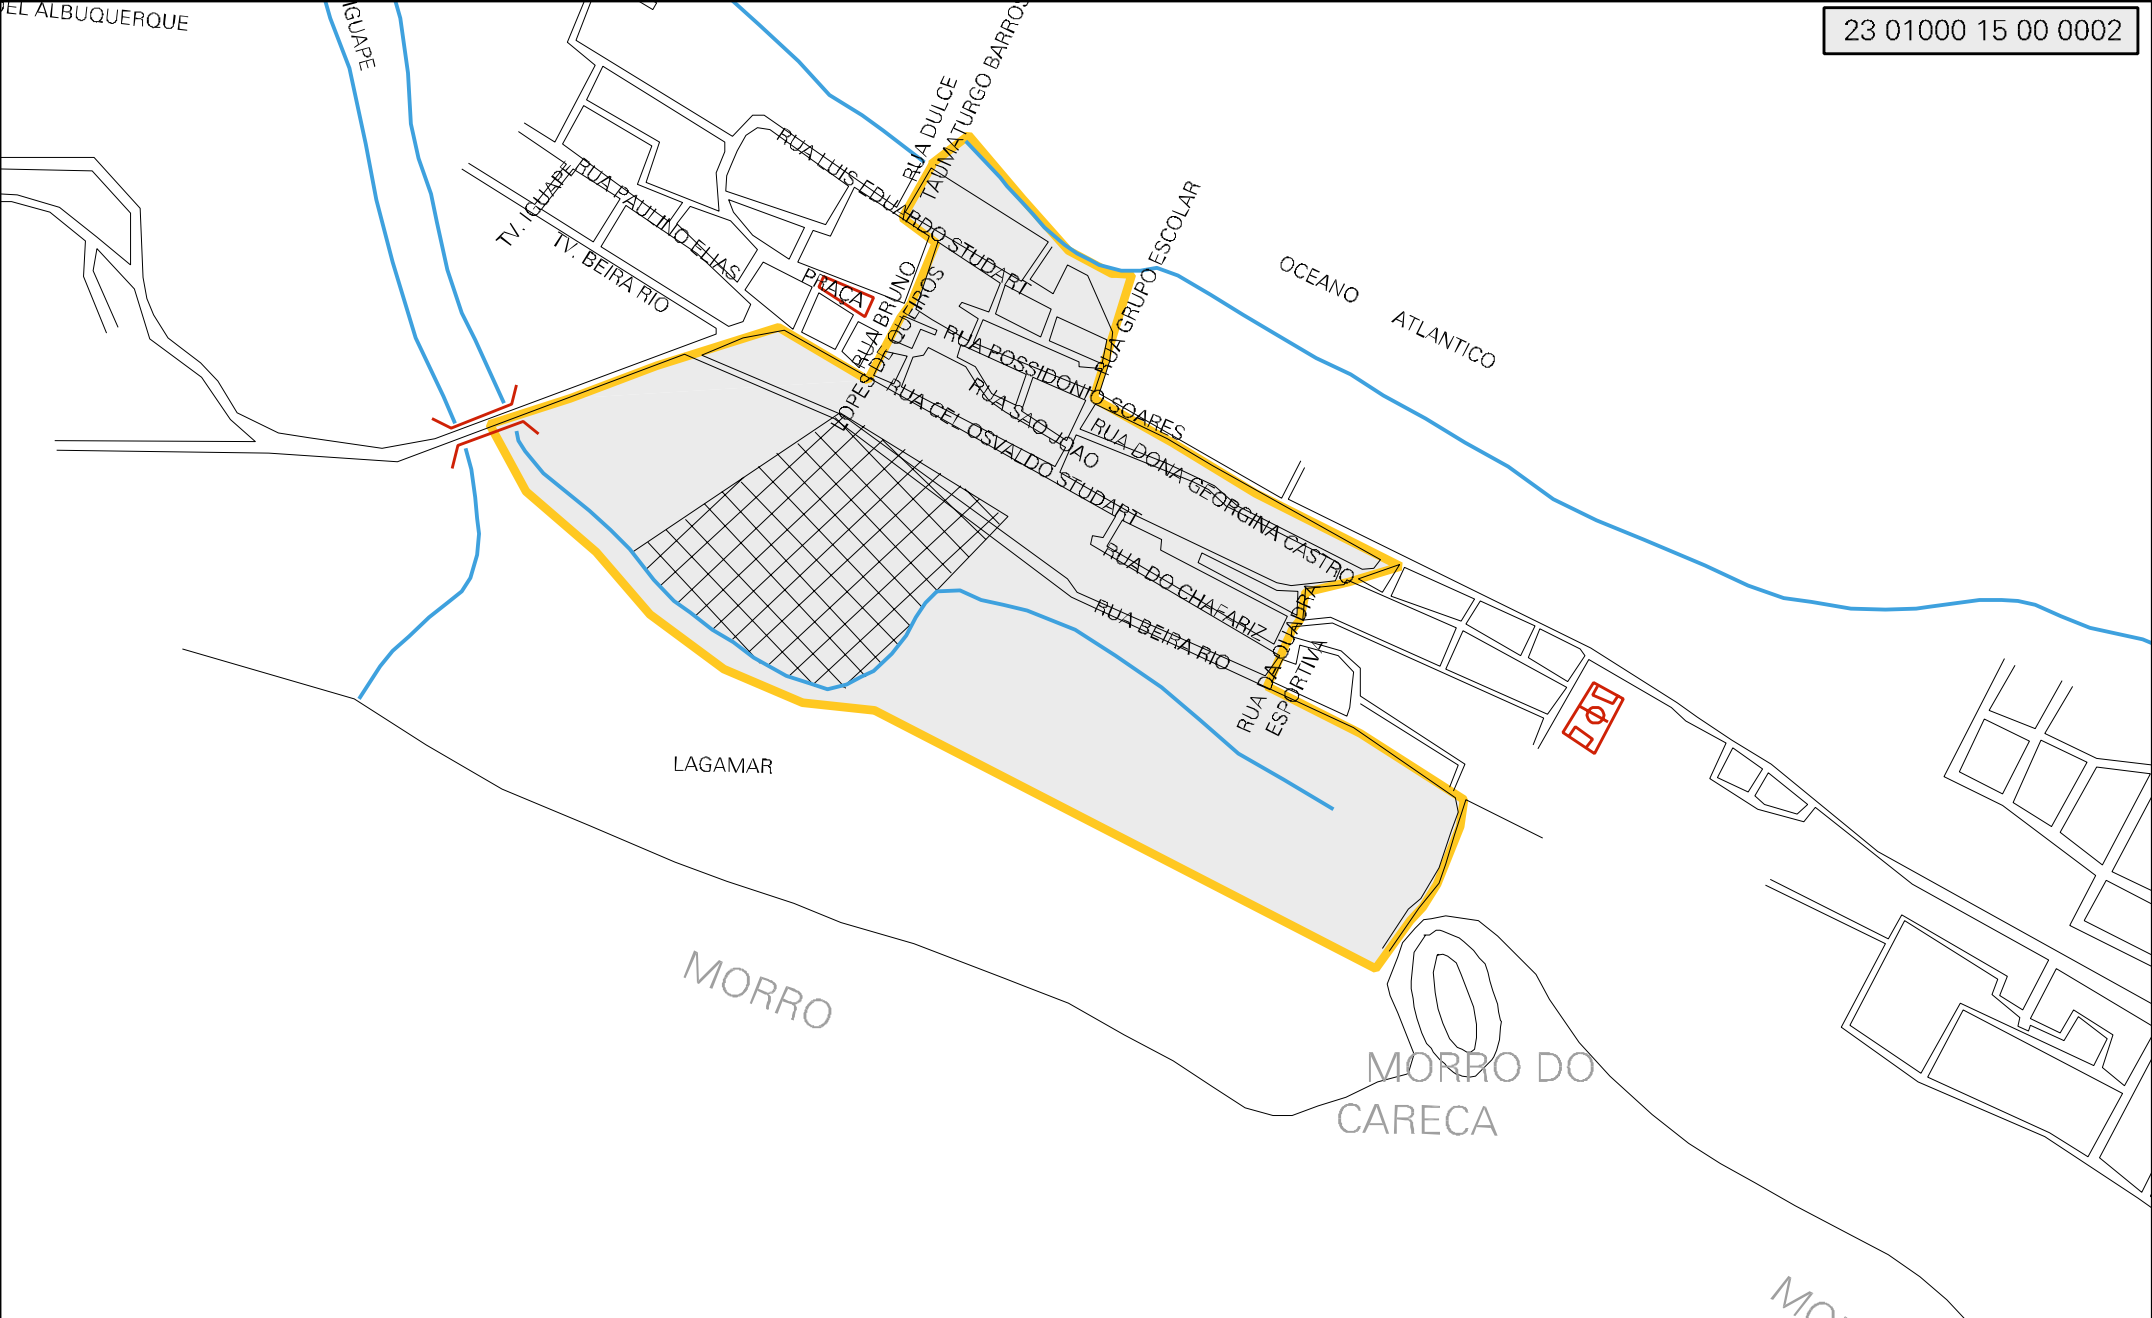 ALBUQUERQUE
IGUAPE
23 01000 15 00 0002
RUA DULCE
TAUMATURGO BARROS
RUA LUIS EDUARDO STUDART
RUA PAULINO ELIAS
TV. IGUAPE
TV. BEIRA RIO
PRAÇA
RUA BRUNO
LOPES DE QUEIROS
RUA GRUPO ESCOLAR
OCEANO
ATLANTICO
RUA POSSIDONIO SOARES
RUA SAO JOAO
RUA CEL OSVALDO STUDART
RUA DONA GEORGINA CASTRO
RUA DO CHAFARIZ
RUA BEIRA RIO
RUA DA QUADRA
ESPORTIVA
LAGAMAR
MORRO
MORRO DO
CARECA